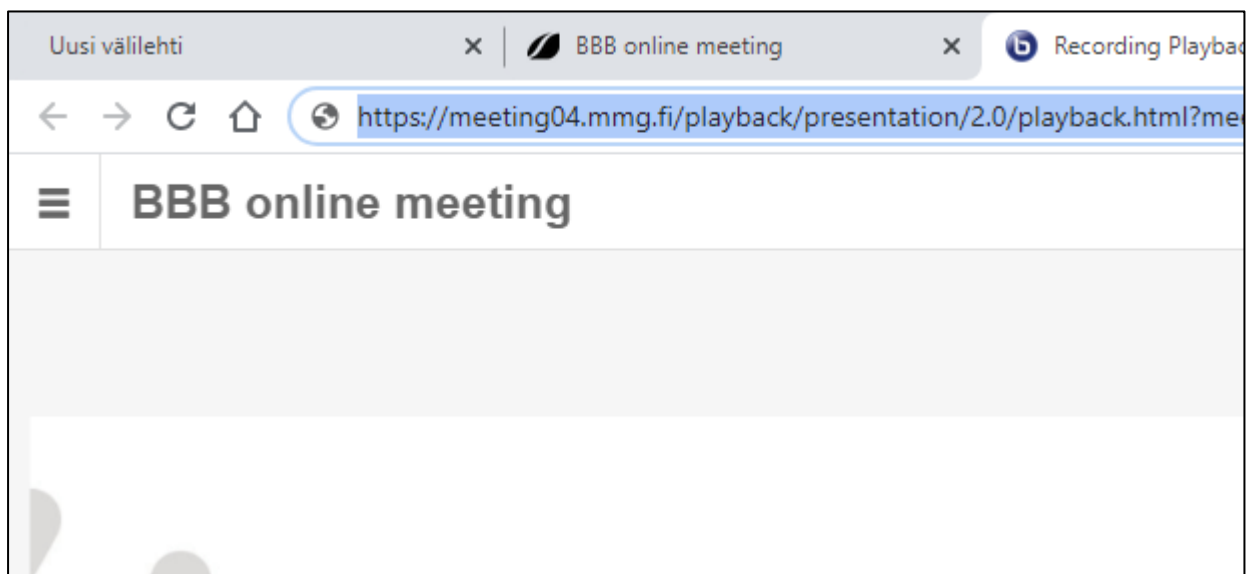 Uusi välilehti BBB online meeting Recording Playbac
https://meeting04.mmg.fi/playback/presentation/2.0/playback.html?me
BBB online meeting